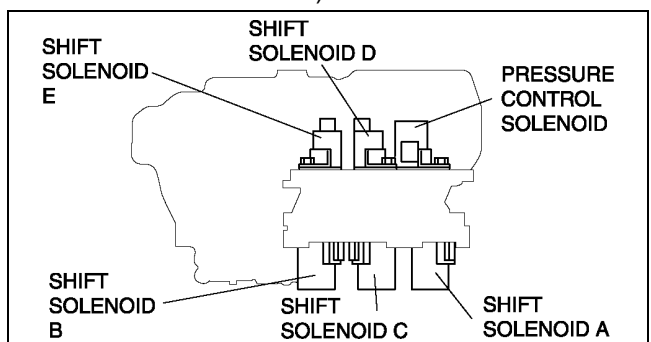 SHIFT
SOLENOID
E
SHIFT
SOLENOID D
PRESSURE
CONTROL
SOLENOID
SHIFT
SOLENOID
B
SHIFT
SOLENOID C
SHIFT
SOLENOID A